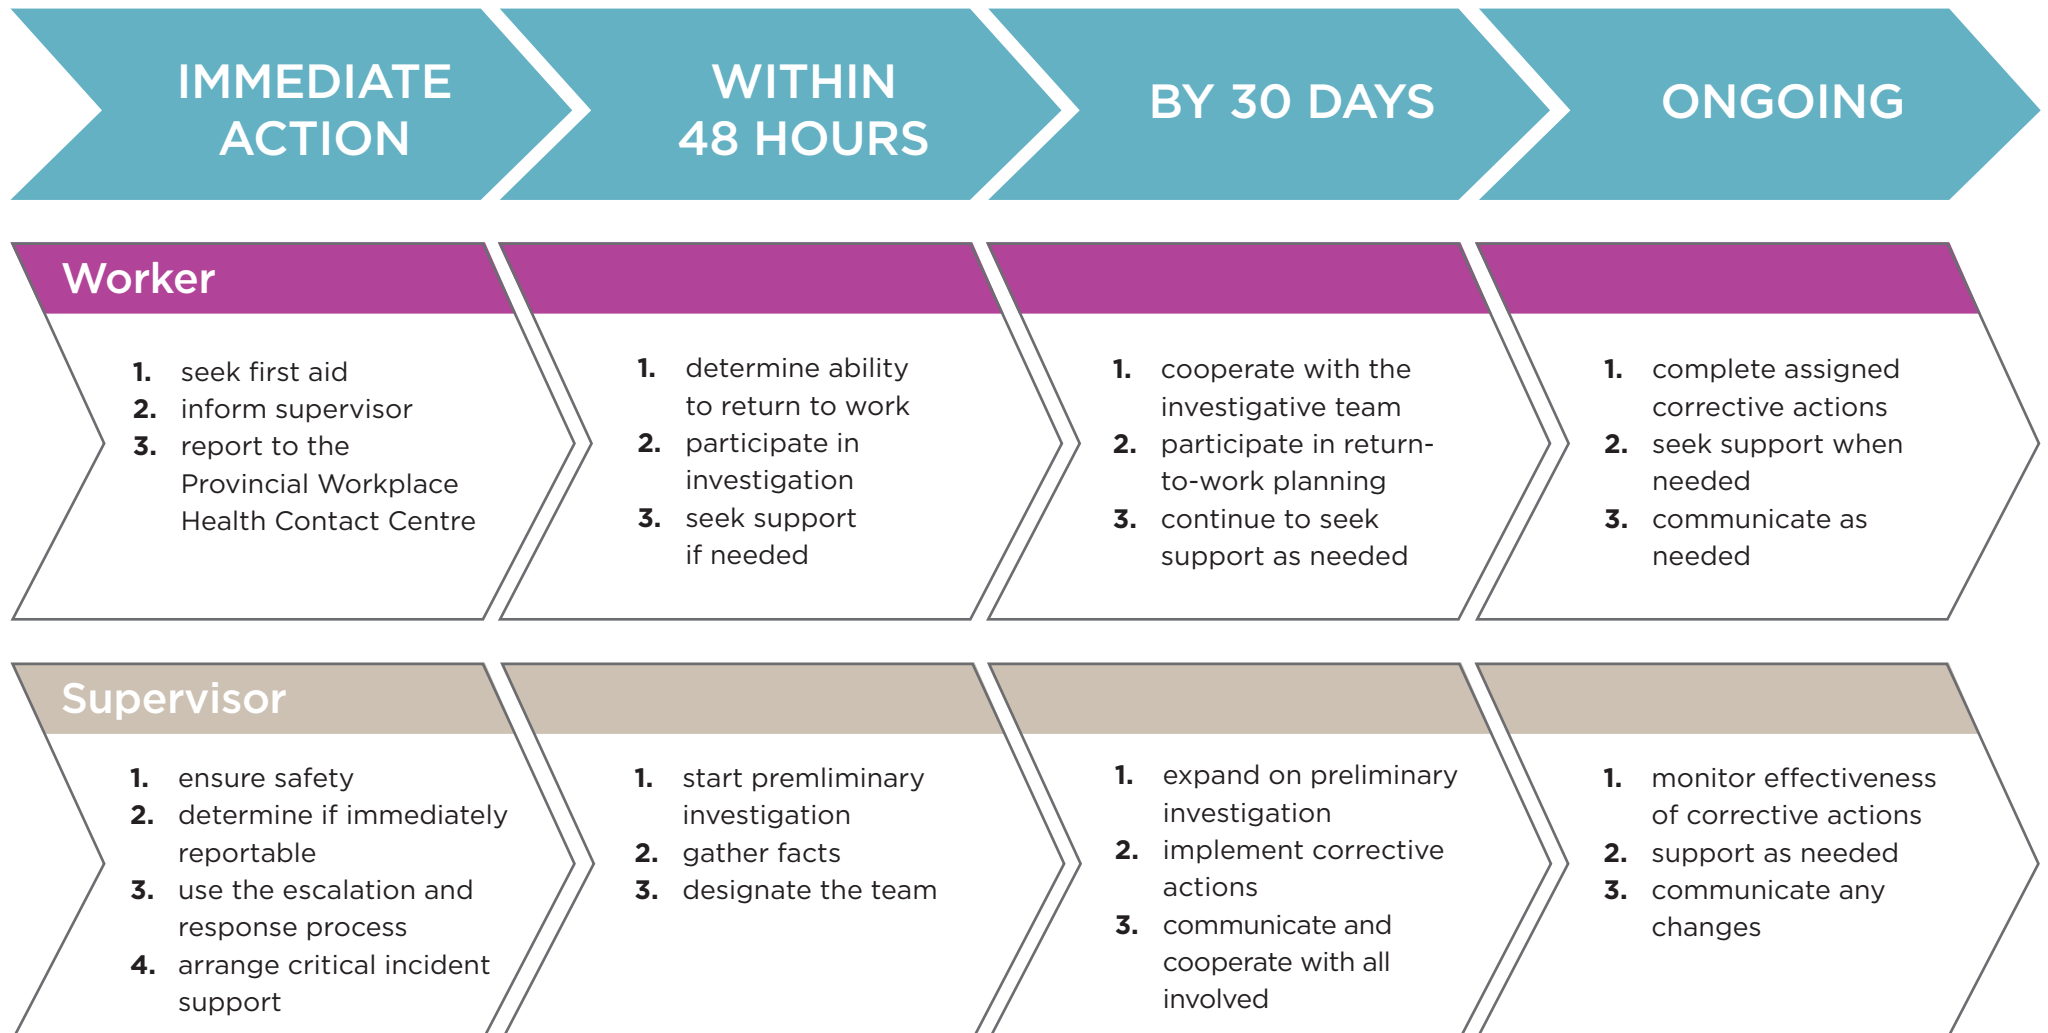 IMMEDIATE
ACTION
WITHIN
48 HOURS
BY 30 DAYS
ONGOING
Worker
1. seek first aid
2. inform supervisor
3. report to the
Provincial Workplace
Health Contact Centre
1. determine ability
to return to work
2. participate in
investigation
3. seek support
if needed
1. cooperate with the
investigative team
2. participate in return-
to-work planning
3. continue to seek
support as needed
1. complete assigned
corrective actions
2. seek support when
needed
3. communicate as
needed
Supervisor
1. ensure safety
2. determine if immediately
reportable
3. use the escalation and
response process
4. arrange critical incident
support
1. start premliminary
investigation
2. gather facts
3. designate the team
1. expand on preliminary
investigation
2. implement corrective
actions
3. communicate and
cooperate with all
involved
1. monitor effectiveness
of corrective actions
2. support as needed
3. communicate any
changes